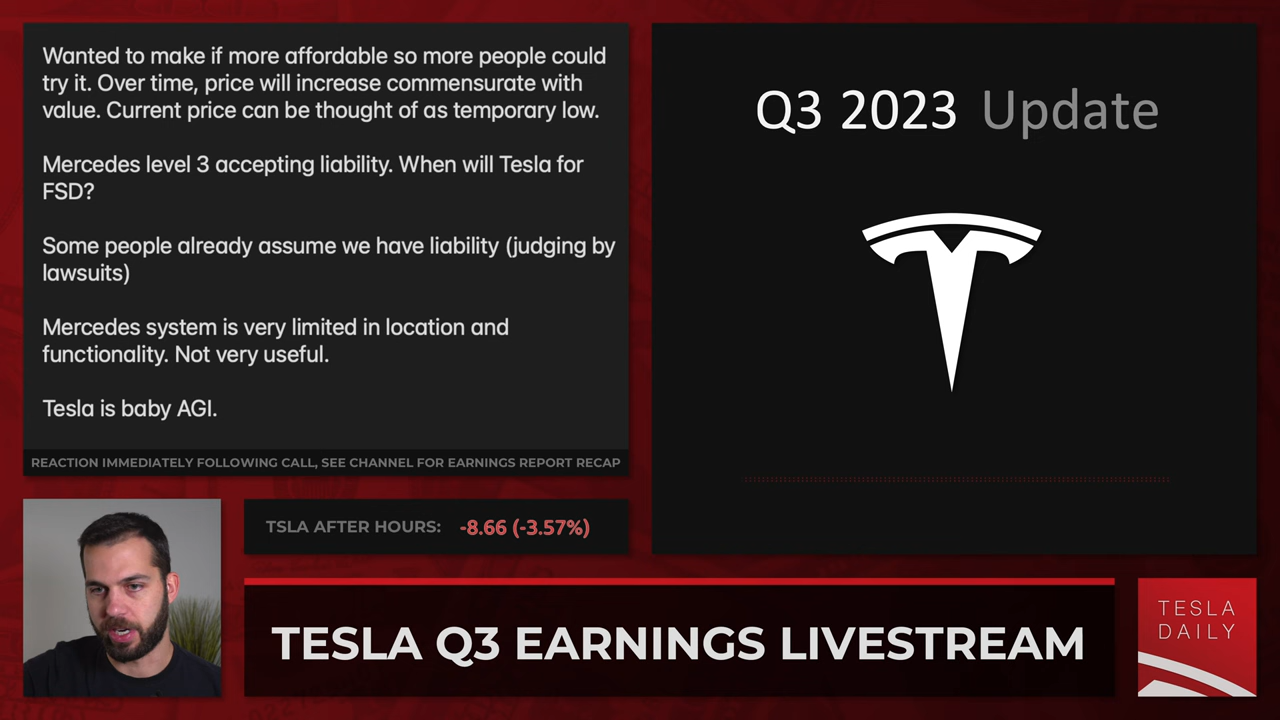 Wanted to make if more affordable so more people could
try it. Over time, price will increase commensurate with
value. Current price can be thought of as temporary low.
Mercedes level 3 accepting liability. When will Tesla for
FSD?
Some people already assume we have liability (judging by
lawsuits)
Mercedes system is very limited in location and
functionality. Not very useful.
Tesla is baby AGI.
REACTION IMMEDIATELY FOLLOWING CALL, SEE CHANNEL FOR EARNINGS REPORT RECAP
Q3 2023 Update
TSLA AFTER HOURS: -8.66 (-3.57%)
TESLA Q3 EARNINGS LIVESTREAM
TESLA
DAILY